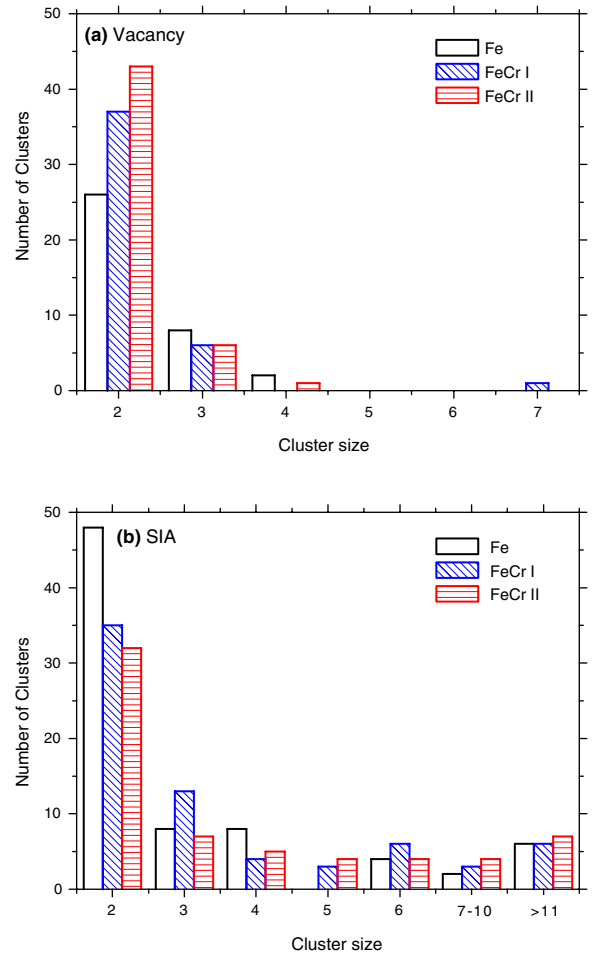 50
40
30
20
10
0
Number of Clusters
(a) Vacancy
Fe
FeCr I
FeCr II
2 3 4 5 6 7
Cluster size
50
40
30
20
10
0
Number of Clusters
(b) SIA
Fe
FeCr I
FeCr II
2 3 4 5 6 7-10 >11
Cluster size